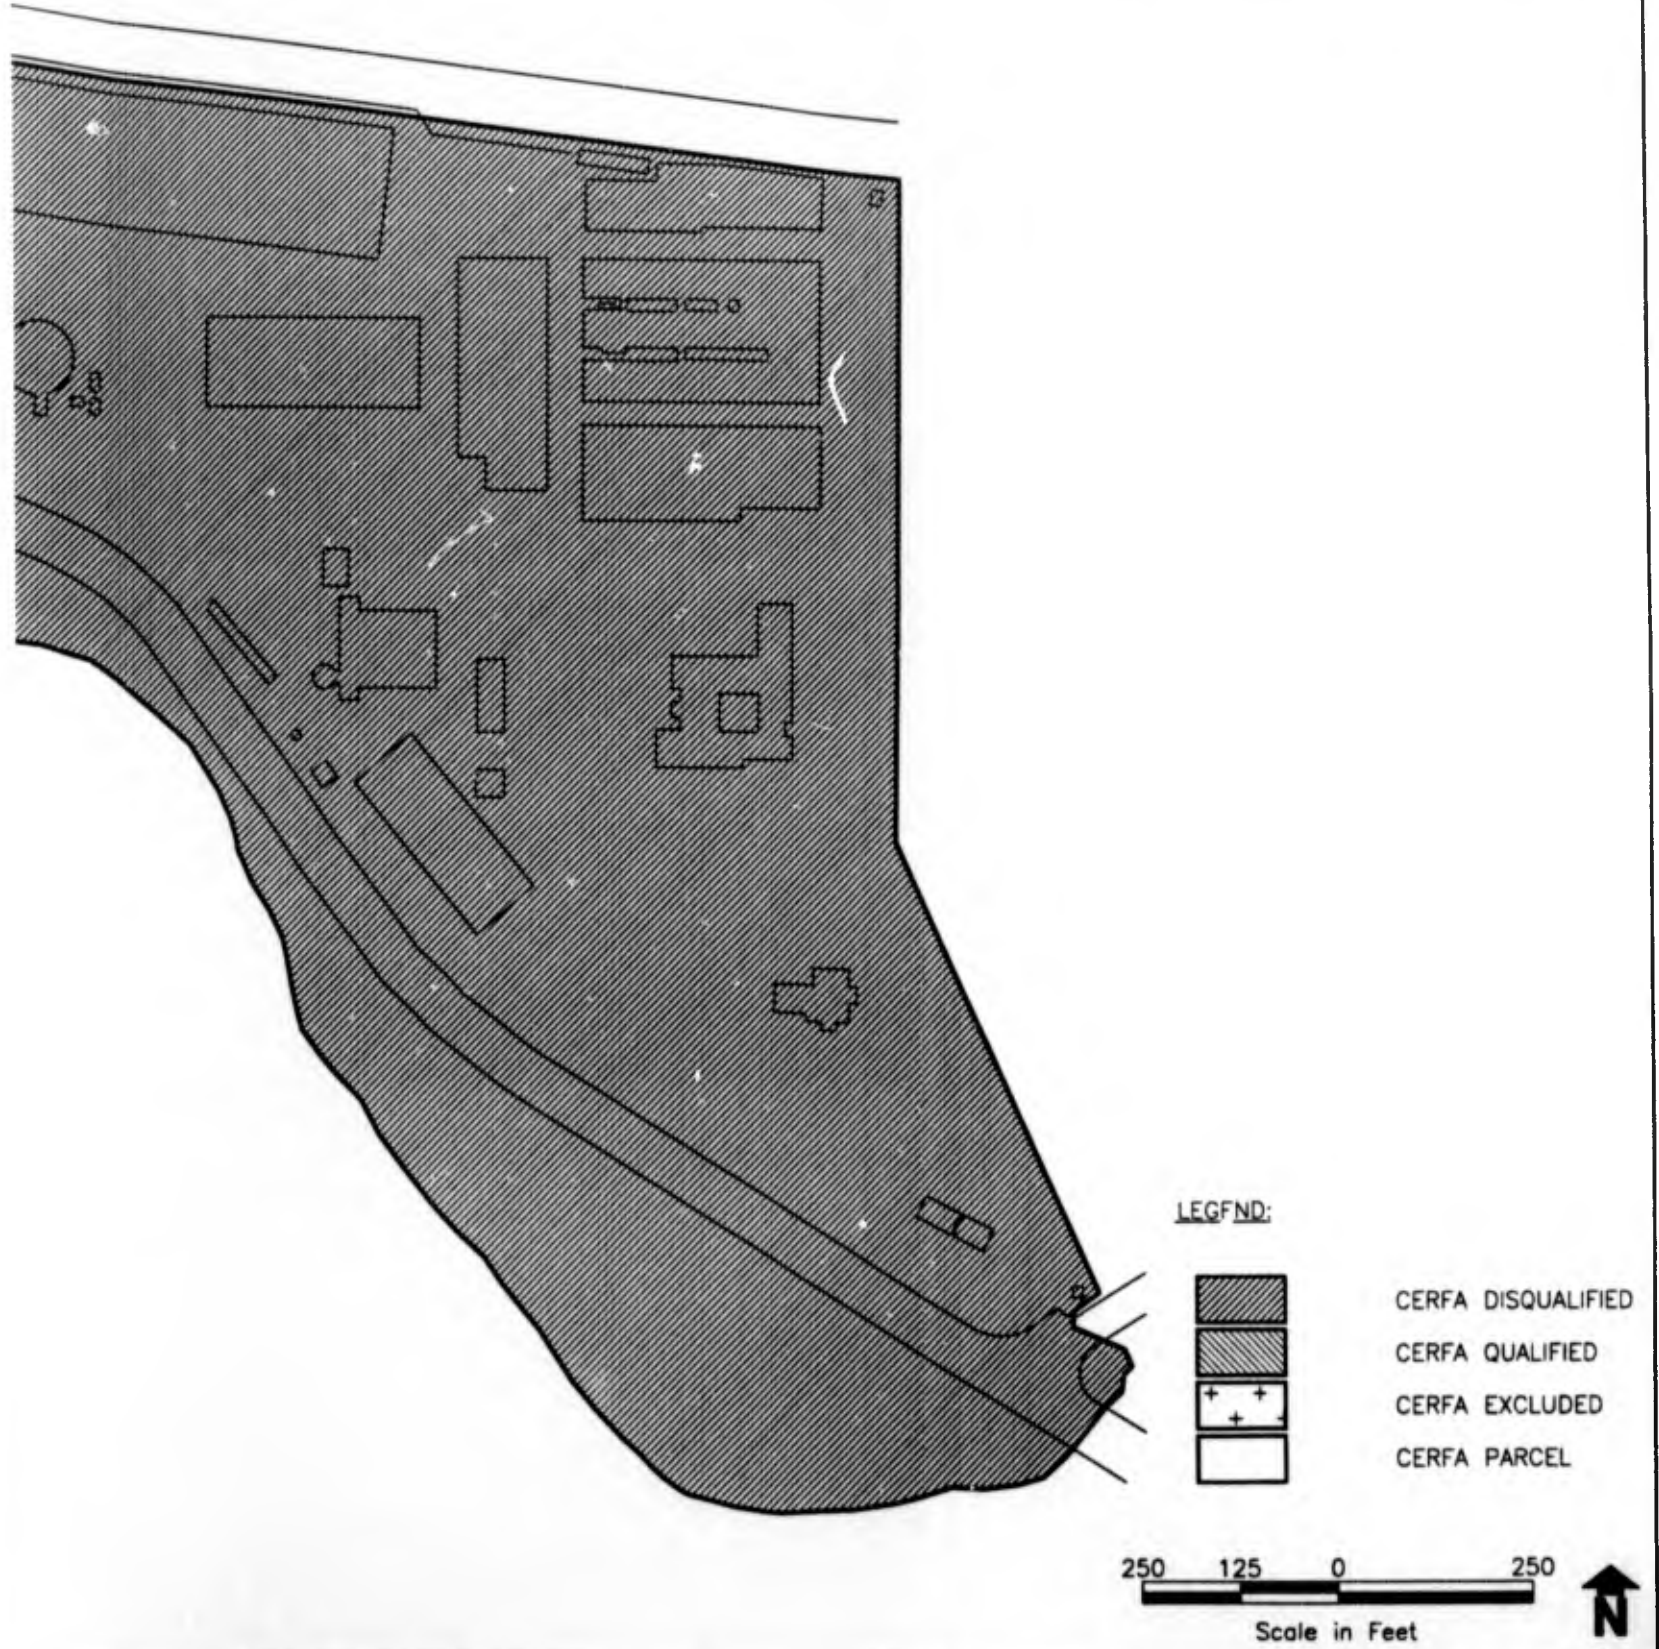 LEGFND:
CERFA DISQUALIFIED
CERFA QUALIFIED
CERFA EXCLUDED
CERFA PARCEL
250 125 0 250
Scale in Feet
N